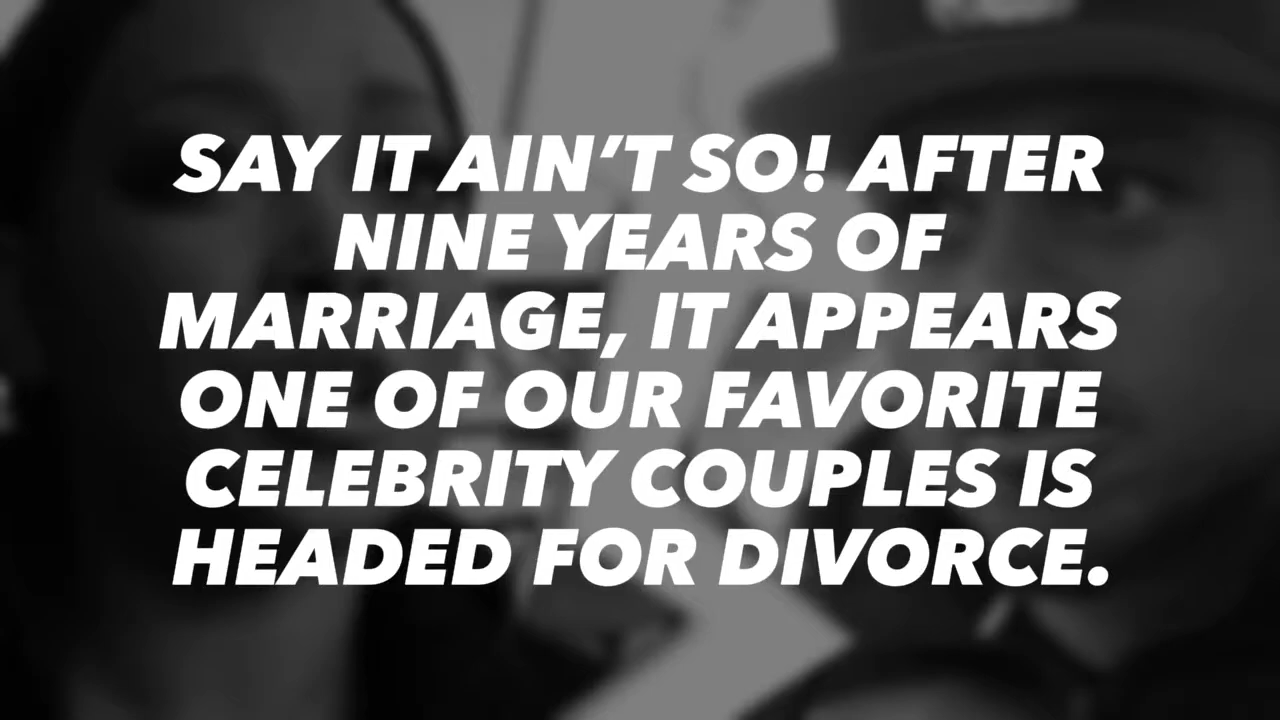 SAY IT AIN’T SO! AFTER
NINE YEARS OF
MARRIAGE, IT APPEARS
ONE OF OUR FAVORITE
CELEBRITY COUPLES IS
HEADED FOR DIVORCE.